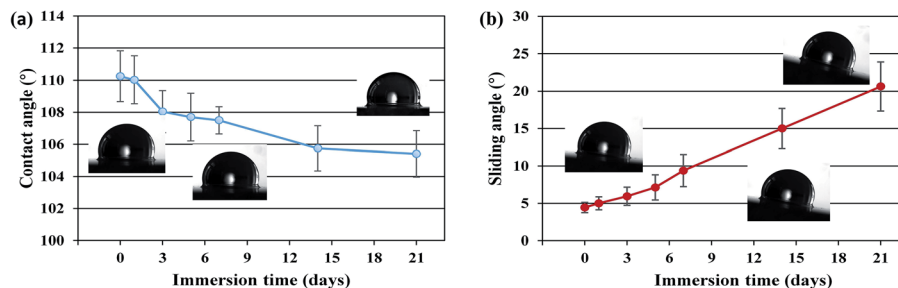 (a)
114
112
110
108
106
104
102
100
Contact angle (°)
0 3 6 9 12 15 18 21
Immersion time (days)
(b)
30
25
20
15
10
5
0
Sliding angle (°)
0 3 6 9 12 15 18 21
Immersion time (days)